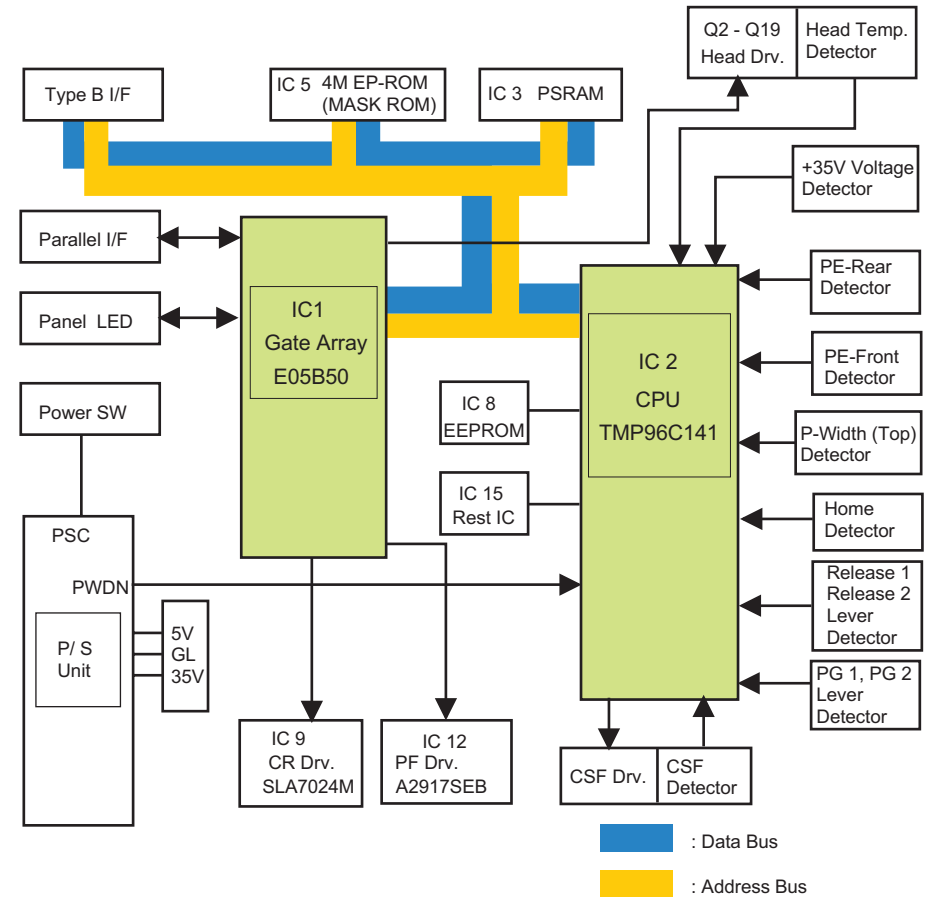 Q2 - Q19
Head Drv.
Head Temp.
Detector
Type B I/F
IC 5 4M EP-ROM
(MASK ROM)
IC 3 PSRAM
+35V Voltage
Detector
Parallel I/F
Panel LED
IC1
Gate Array
E05B50
PE-Rear
Detector
IC 2
CPU
TMP96C141
PE-Front
Detector
Power SW
IC 8
EEPROM
P-Width (Top)
Detector
IC 15
Rest IC
Home
Detector
PSC
PWDN
P/ S
Unit
5V
GL
35V
Release 1
Release 2
Lever
Detector
PG 1, PG 2
Lever
Detector
IC 9
CR Drv.
SLA7024M
IC 12
PF Drv.
A2917SEB
CSF Drv.
CSF
Detector
: Data Bus
: Address Bus